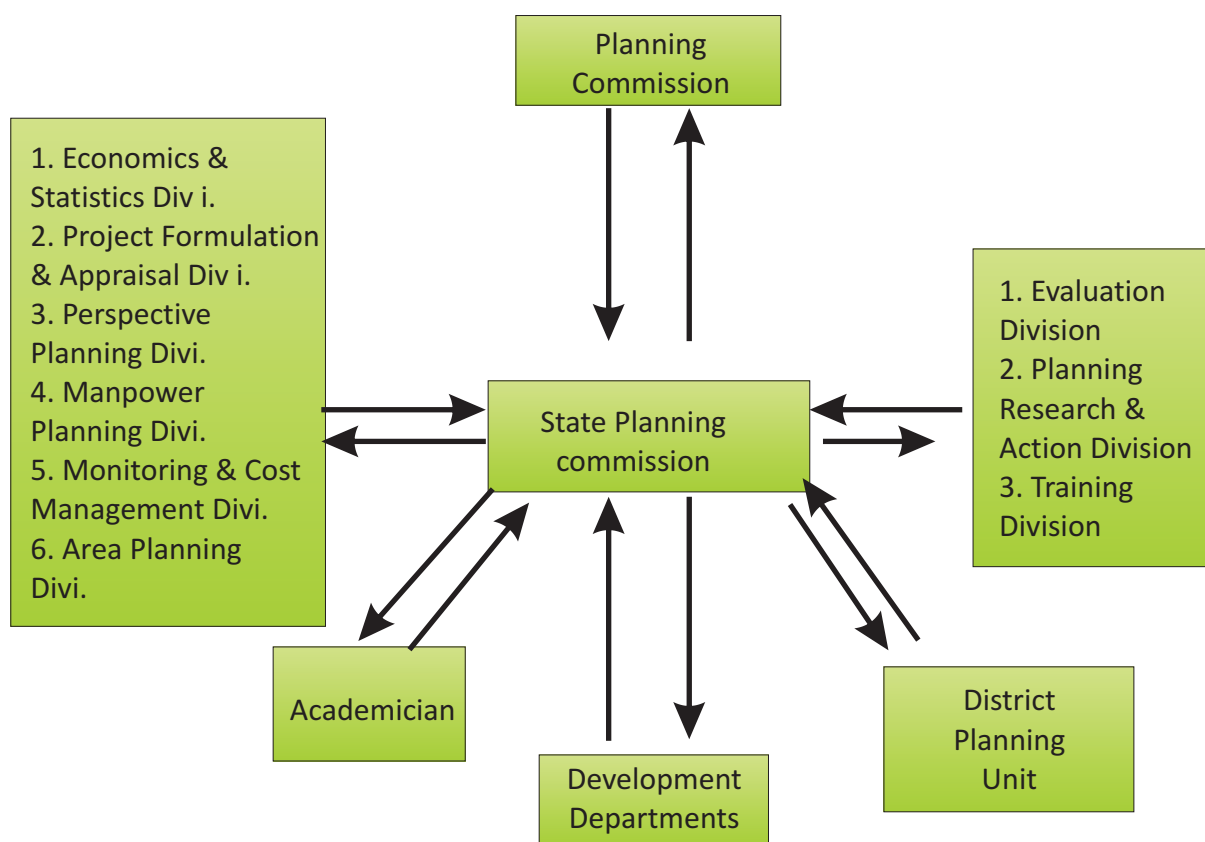 Planning
Commission
1. Economics &
Statistics Div i.
2. Project Formulation
& Appraisal Div i.
3. Perspective
Planning Divi.
4. Manpower
Planning Divi.
5. Monitoring & Cost
Management Divi.
6. Area Planning
Divi.
State Planning
commission
1. Evaluation
Division
2. Planning
Research &
Action Division
3. Training
Division
Academician
Development
Departments
District
Planning
Unit